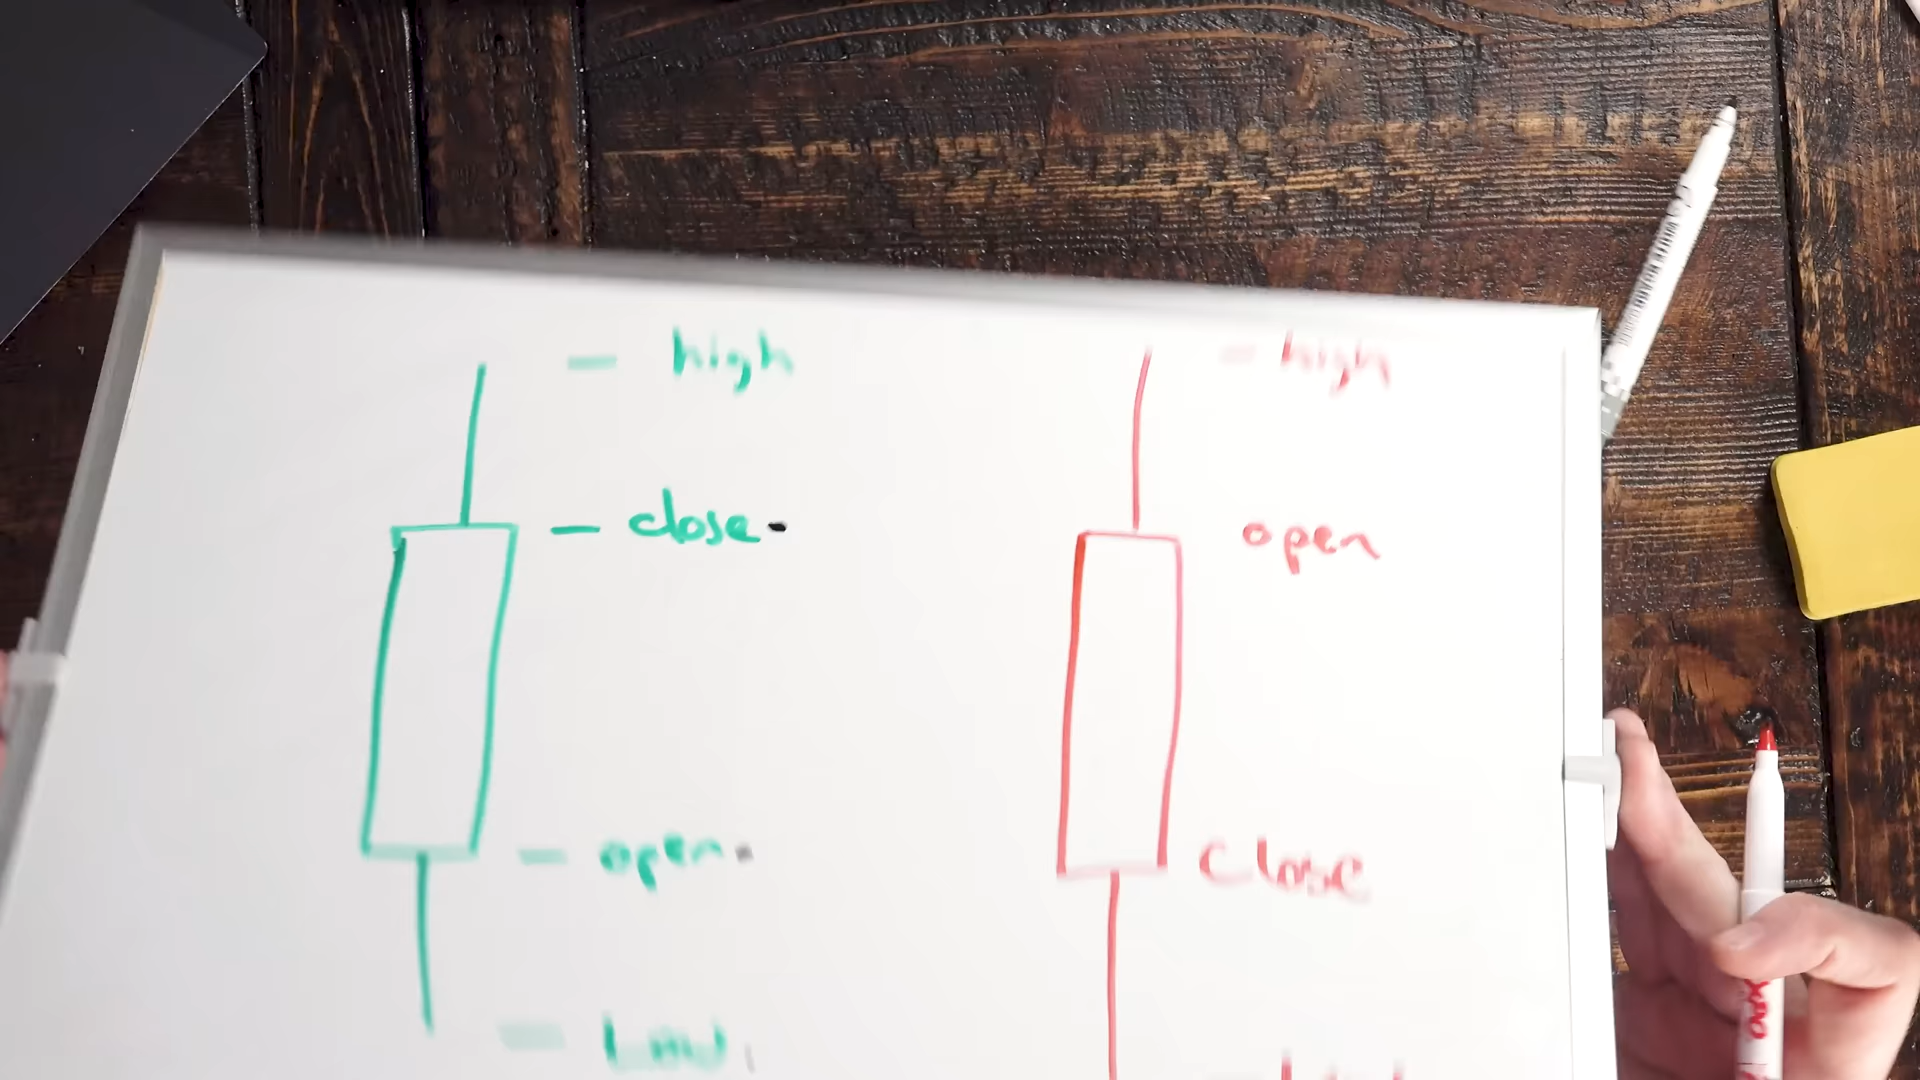 — high
— close
— open
— Low
- high
open
Close